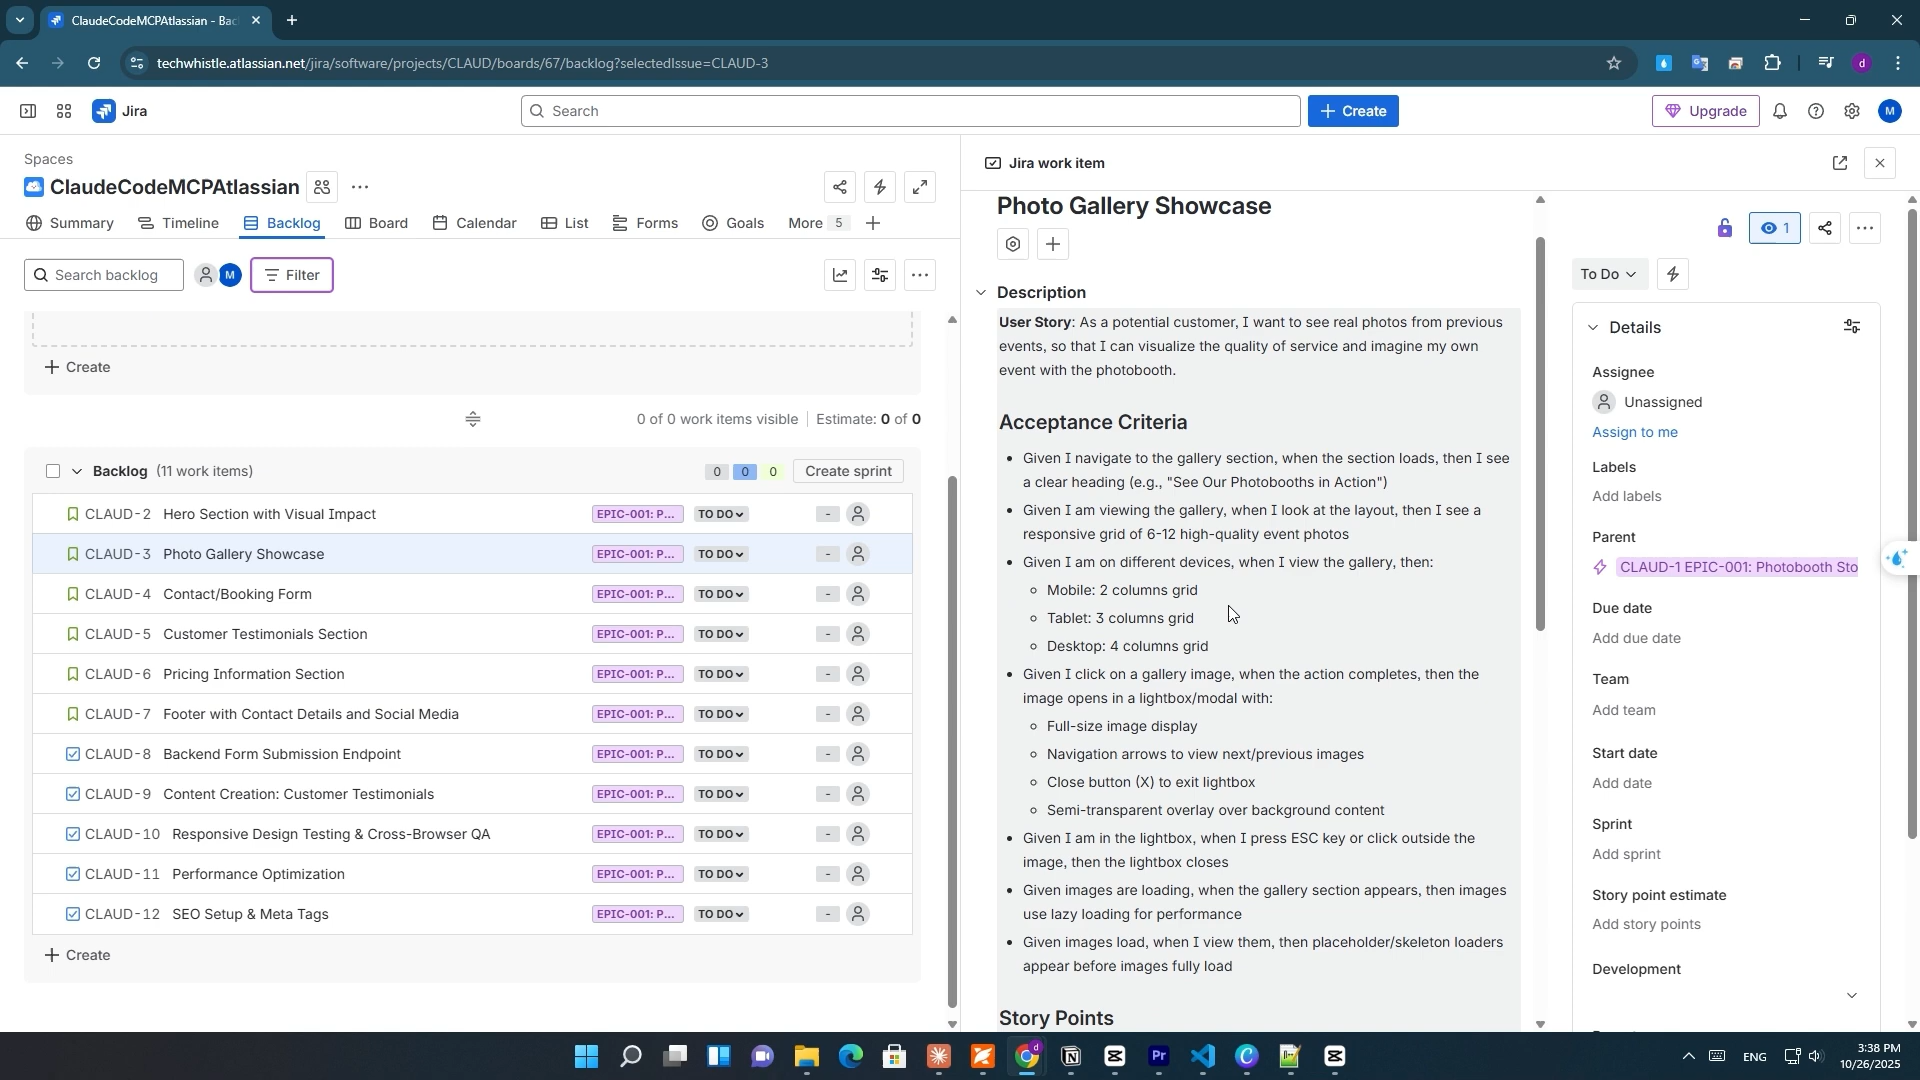 ClaudeCodeMCPAtlassian - Bac
techwhistle.atlassian.net/jira/software/projects/CLAUD/boards/67/backlog?selectedIssue=CLAUD-3
d
Jira
Search
Create
Upgrade
M
Spaces
ClaudeCodeMCPAtlassian
Summary
Timeline
Backlog
Board
Calendar
List
Forms
Goals
More 5
Search backlog
M
Filter
Create
0 of 0 work items visible
Estimate: 0 of 0
Backlog (11 work items)
0 0 0
Create sprint
CLAUD-2 Hero Section with Visual Impact EPIC-001: P... TO DO -
CLAUD-3 Photo Gallery Showcase EPIC-001: P... TO DO -
CLAUD-4 Contact/Booking Form EPIC-001: P... TO DO -
CLAUD-5 Customer Testimonials Section EPIC-001: P... TO DO -
CLAUD-6 Pricing Information Section EPIC-001: P... TO DO -
CLAUD-7 Footer with Contact Details and Social Media EPIC-001: P... TO DO -
CLAUD-8 Backend Form Submission Endpoint EPIC-001: P... TO DO -
CLAUD-9 Content Creation: Customer Testimonials EPIC-001: P... TO DO -
CLAUD-10 Responsive Design Testing & Cross-Browser QA EPIC-001: P... TO DO -
CLAUD-11 Performance Optimization EPIC-001: P... TO DO -
CLAUD-12 SEO Setup & Meta Tags EPIC-001: P... TO DO -
Create
Jira work item
Photo Gallery Showcase
Description
User Story: As a potential customer, I want to see real photos from previous
events, so that I can visualize the quality of service and imagine my own
event with the photobooth.
Acceptance Criteria
• Given I navigate to the gallery section, when the section loads, then I see
a clear heading (e.g., "See Our Photobooths in Action")
• Given I am viewing the gallery, when I look at the layout, then I see a
responsive grid of 6-12 high-quality event photos
• Given I am on different devices, when I view the gallery, then:
◦ Mobile: 2 columns grid
◦ Tablet: 3 columns grid
◦ Desktop: 4 columns grid
• Given I click on a gallery image, when the action completes, then the
image opens in a lightbox/modal with:
◦ Full-size image display
◦ Navigation arrows to view next/previous images
◦ Close button (X) to exit lightbox
◦ Semi-transparent overlay over background content
• Given I am in the lightbox, when I press ESC key or click outside the
image, then the lightbox closes
• Given images are loading, when the gallery section appears, then images
use lazy loading for performance
• Given images load, when I view them, then placeholder/skeleton loaders
appear before images fully load
Story Points
1
To Do
Details
Assignee
Unassigned
Assign to me
Labels
Add labels
Parent
CLAUD-1 EPIC-001: Photobooth Sto
Due date
Add due date
Team
Add team
Start date
Add date
Sprint
Add sprint
Story point estimate
Add story points
Development
d
Pr
ENG
3:38 PM
10/26/2025